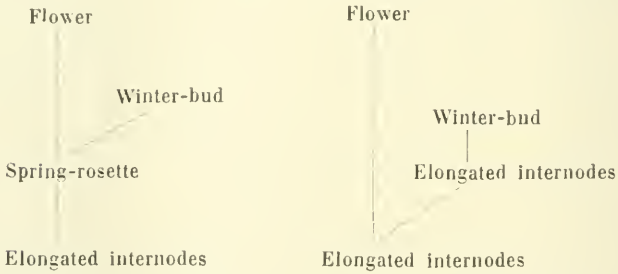 Flower
Winter-bud
Spring-rosette
Elongated internodes
Flower
Winter-bud
Elongated internodes
Elongated internodes